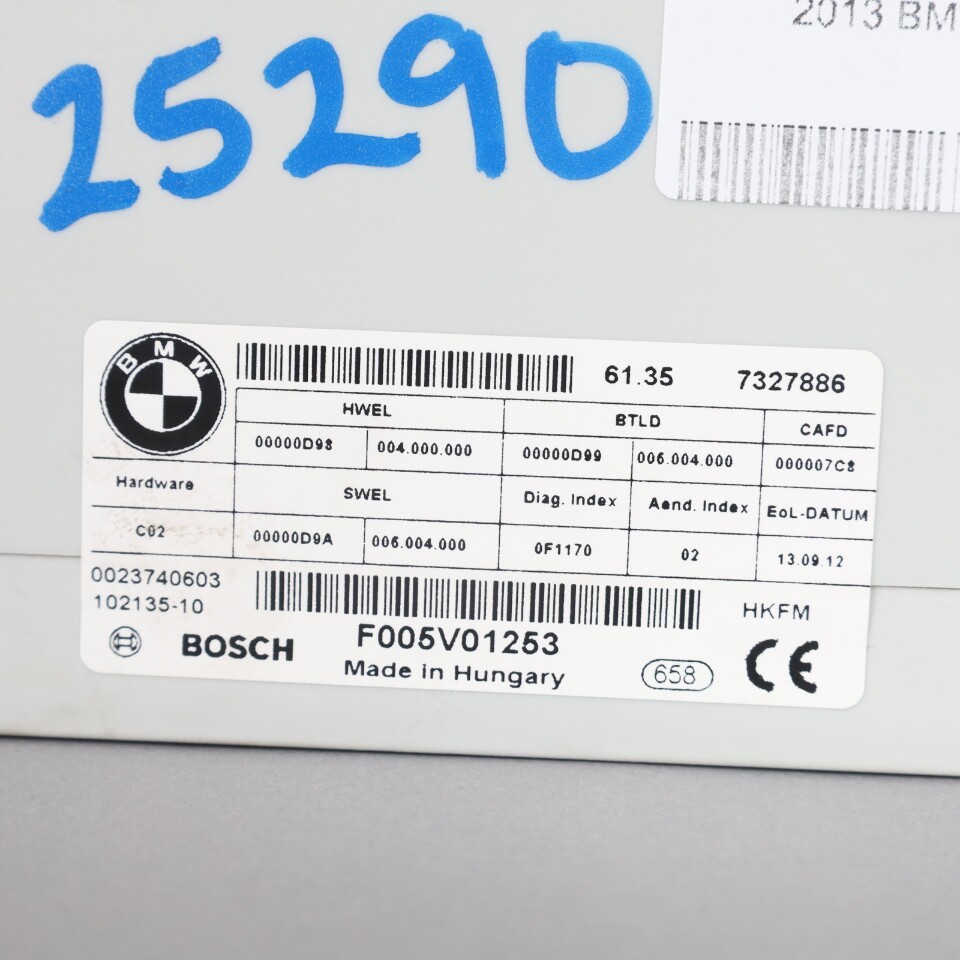 25290
2013 BM
BMW
61.35 7327886
HWEL BTLD CAFD
00000D98 004.000.000 00000D99 006.004.000 000007C8
Hardware SWEL Diag. Index Aend. Index EoL-DATUM
C02 00000D9A 006.004.000 0F1170 02 13.09.12
0023740603
102135-10
HKFM
BOSCH F005V01253
Made in Hungary 658 CE